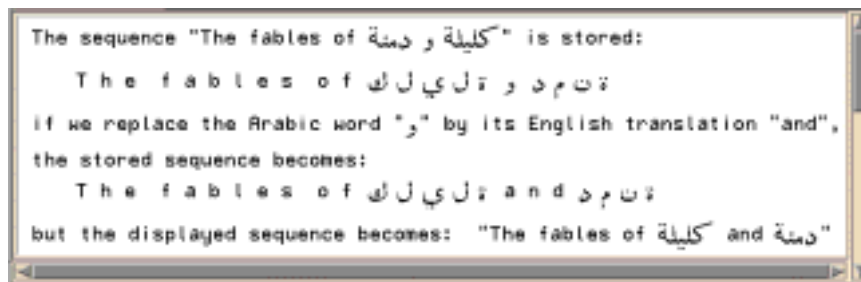 The sequence "The fables of كليلة و دمنة" is stored:
T h e f a b l e s o f ك ل ي ل ة و د م ن ة
if we replace the Arabic word "و" by its English translation "and",
the stored sequence becomes:
T h e f a b l e s o f ك ل ي ل ة a n d د م ن ة
but the displayed sequence becomes: "The fables of كليلة and دمنة"